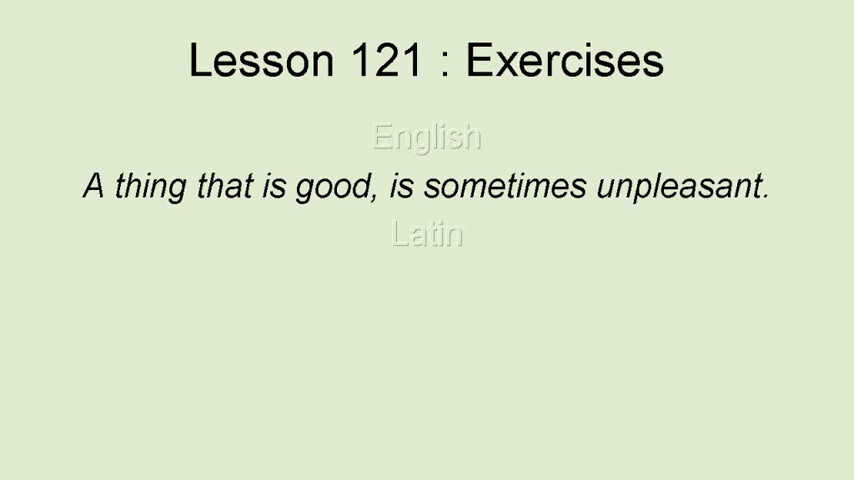 Lesson 121 : Exercises
English
A thing that is good, is sometimes unpleasant.
Latin